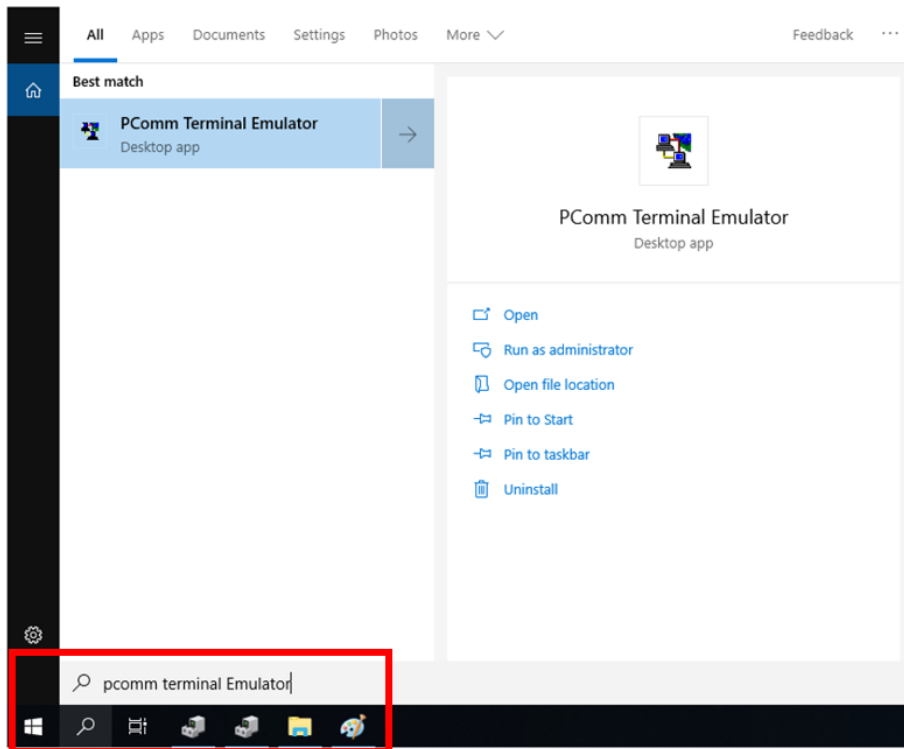 All Apps Documents Settings Photos More Feedback ...
Best match
PComm Terminal Emulator
Desktop app
PComm Terminal Emulator
Desktop app
Open
Run as administrator
Open file location
Pin to Start
Pin to taskbar
Uninstall
pcomm terminal Emulator